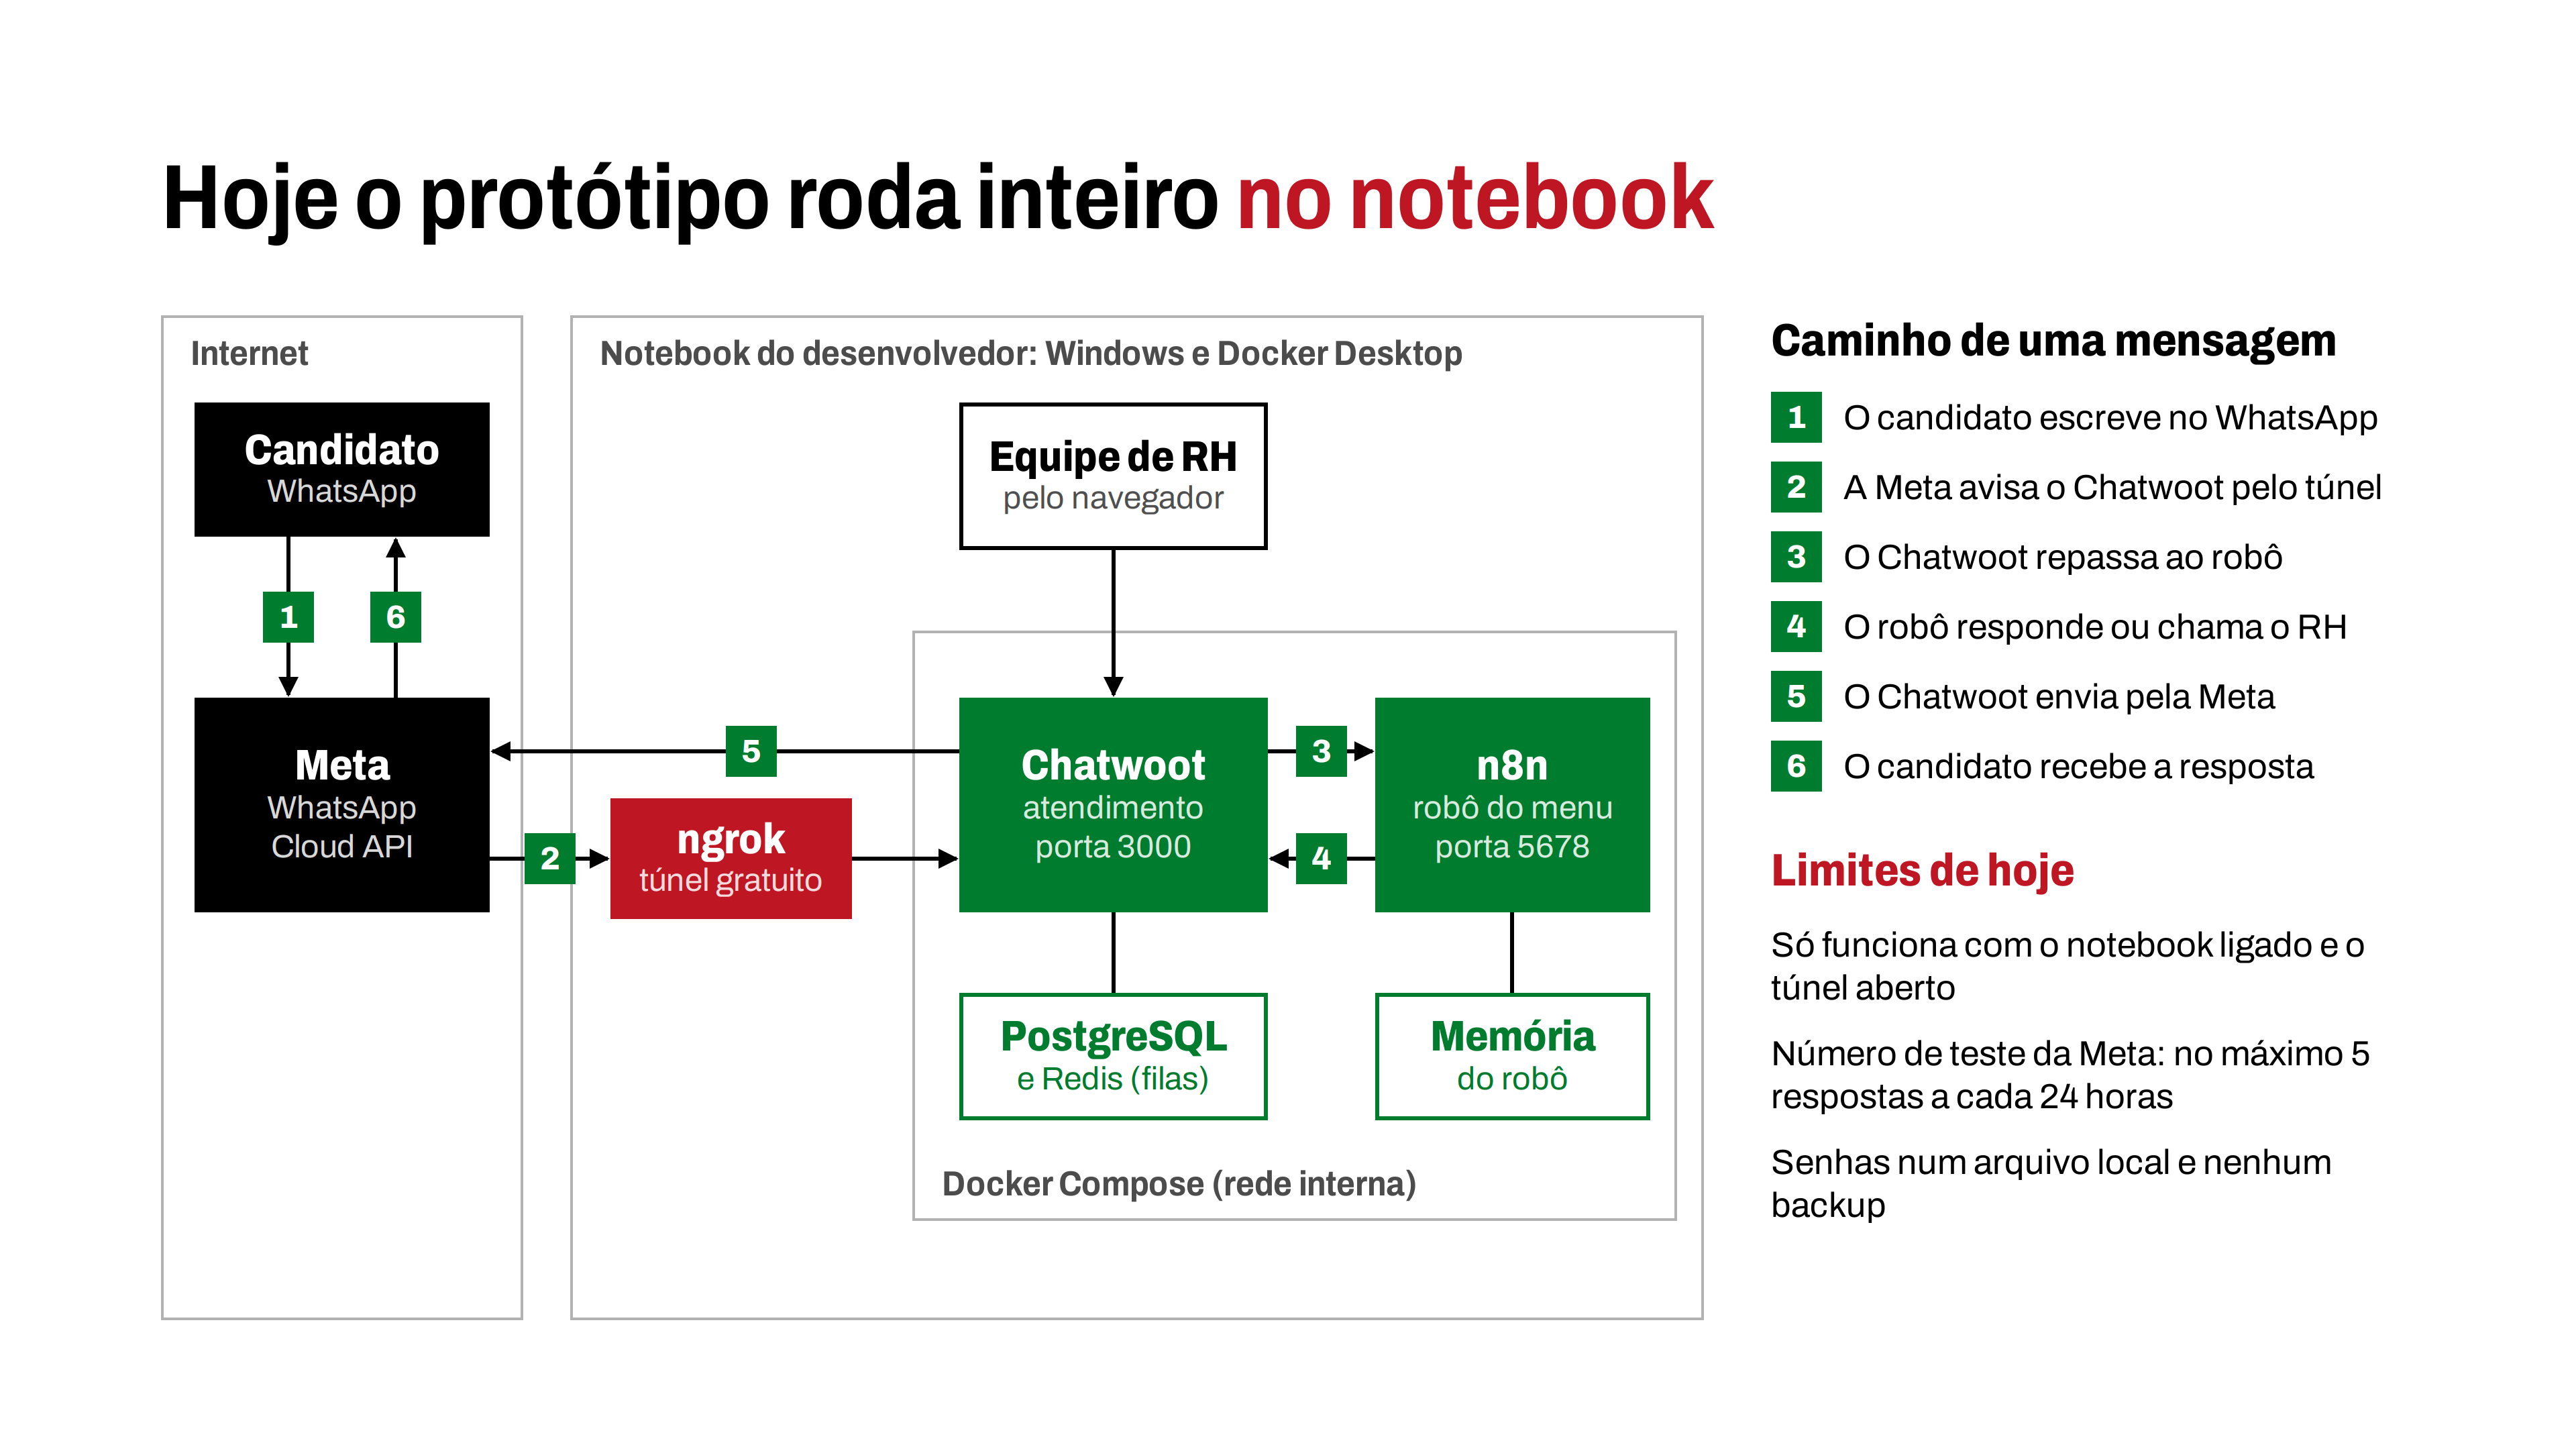 Hoje o protótipo roda inteiro no notebook
Internet
Candidato
WhatsApp
1
6
Meta
WhatsApp
Cloud API
Notebook do desenvolvedor: Windows e Docker Desktop
Equipe de RH
pelo navegador
5
2
ngrok
túnel gratuito
Chatwoot
atendimento
porta 3000
3
4
n8n
robô do menu
porta 5678
PostgreSQL
e Redis (filas)
Memória
do robô
Docker Compose (rede interna)
Caminho de uma mensagem
1 O candidato escreve no WhatsApp
2 A Meta avisa o Chatwoot pelo túnel
3 O Chatwoot repassa ao robô
4 O robô responde ou chama o RH
5 O Chatwoot envia pela Meta
6 O candidato recebe a resposta
Limites de hoje
Só funciona com o notebook ligado e o
túnel aberto
Número de teste da Meta: no máximo 5
respostas a cada 24 horas
Senhas num arquivo local e nenhum
backup